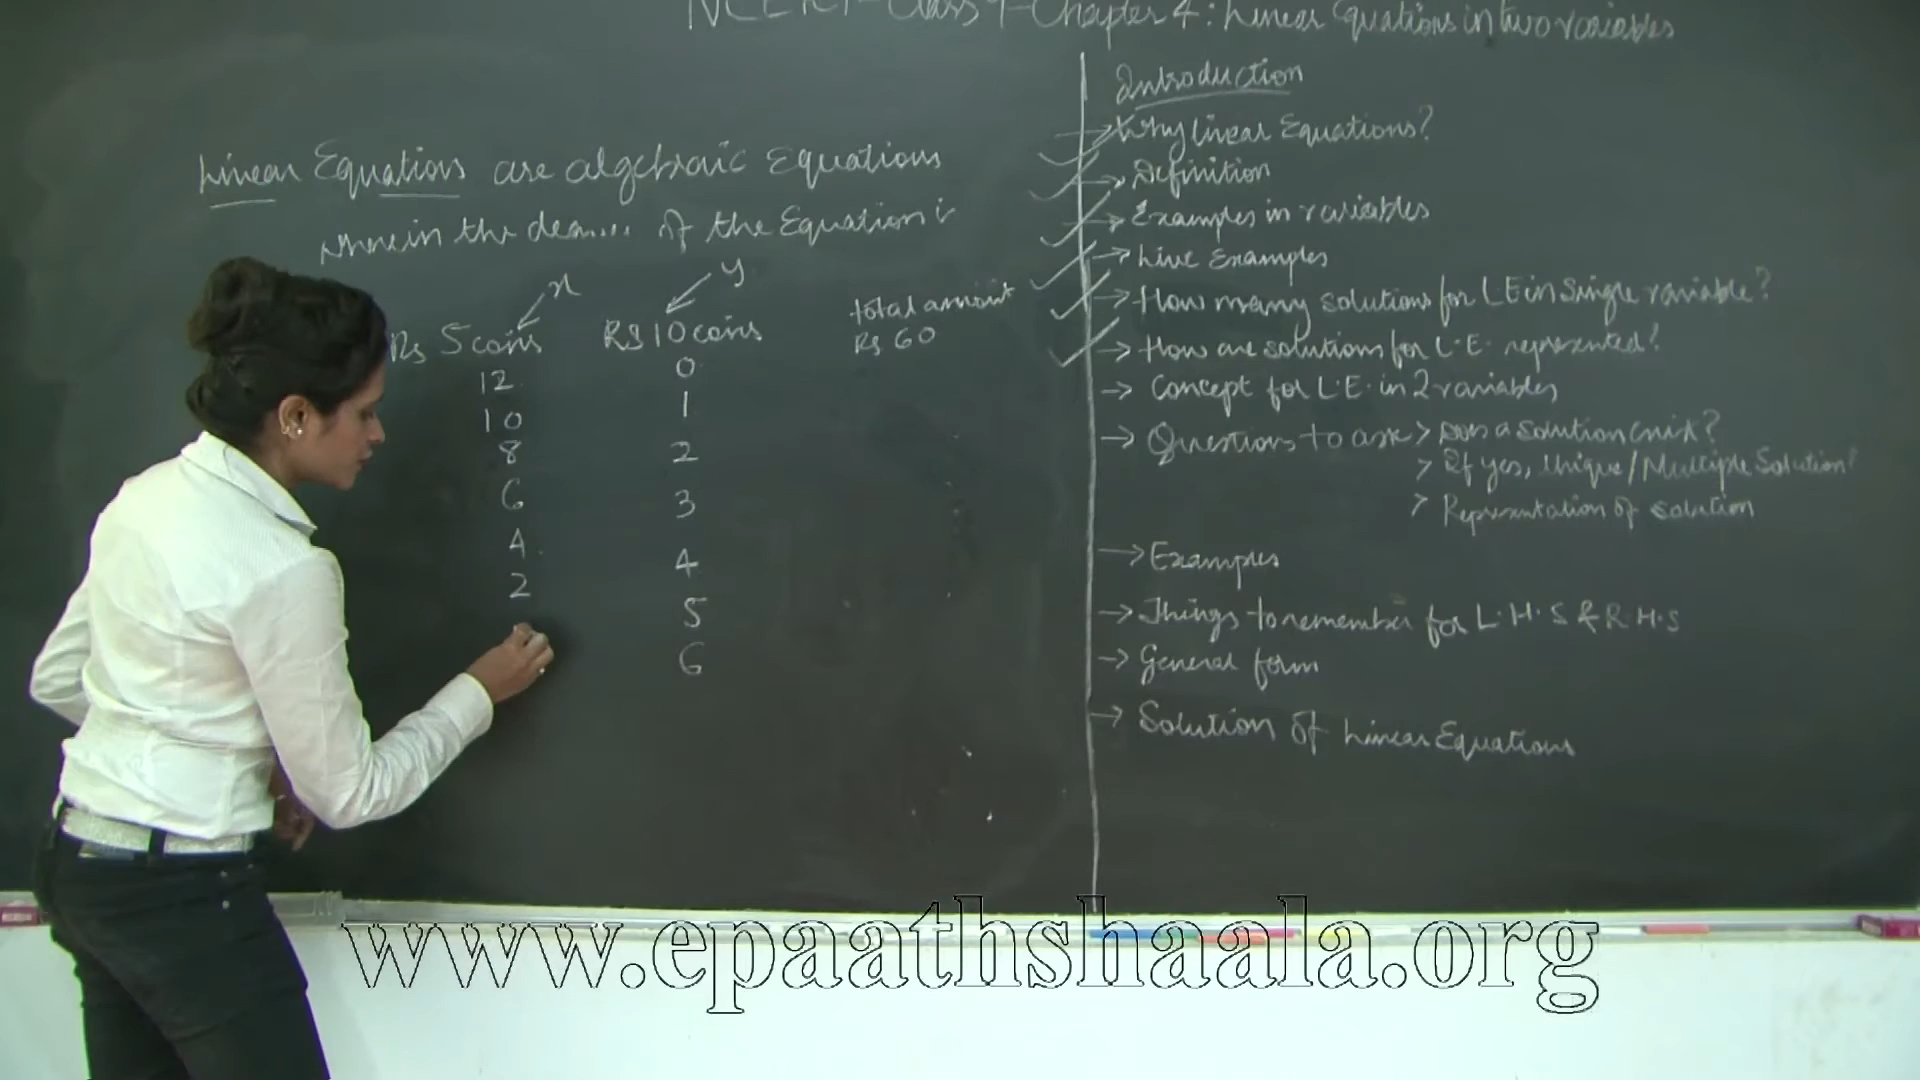 NCERT-Class 9-Chapter 4: Linear Equations in two variables
Linear Equations are algebraic Equations
wherein the of the Equation is
x
y
Rs 5 coins
Rs 10 coins
total amount
Rs 60
12 0
10 1
8 2
6 3
4 4
2 5
6
Introduction
→ Why linear Equations?
→ Definition
→ Examples in variables
→ Live Examples
→ How many solutions for LE in Single variable?
→ How are solutions for L.E. represented?
→ Concept for L.E. in 2 variables
→ Questions to ask > Does a solution exist?
> If yes, Unique/Multiple Solution?
> Representation of solution
→ Examples
→ Things to remember for L.H.S & R.H.S
→ General form
→ Solution of Linear Equations
www.epaathshaala.org